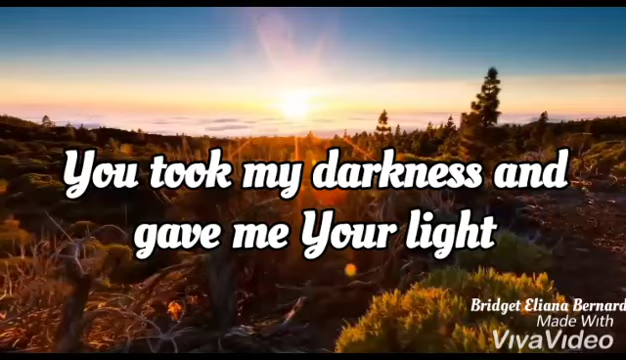 You took my darkness and
gave me Your light
Bridget Eliana Bernard
Made With
VivaVideo